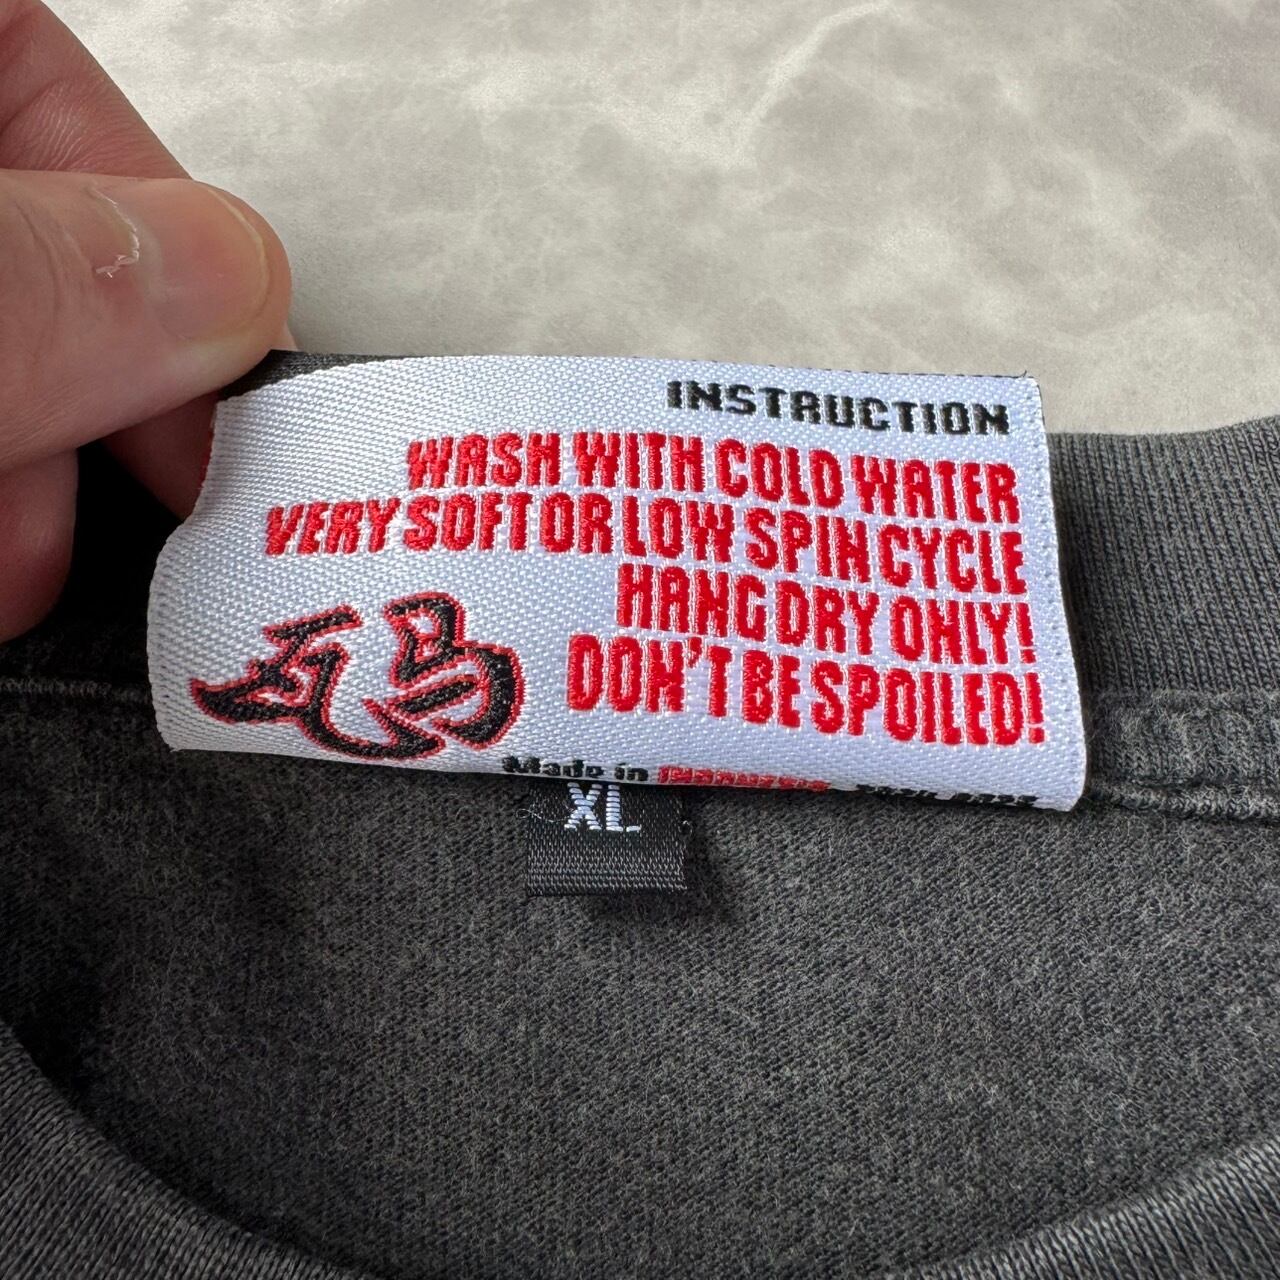 INSTRUCTION
WASH WITH COLD WATER
VERY SOFT OR LOW SPIN CYCLE
HANG DRY ONLY!
DON'T BE SPOILED!
Made in INDONESIA
XL